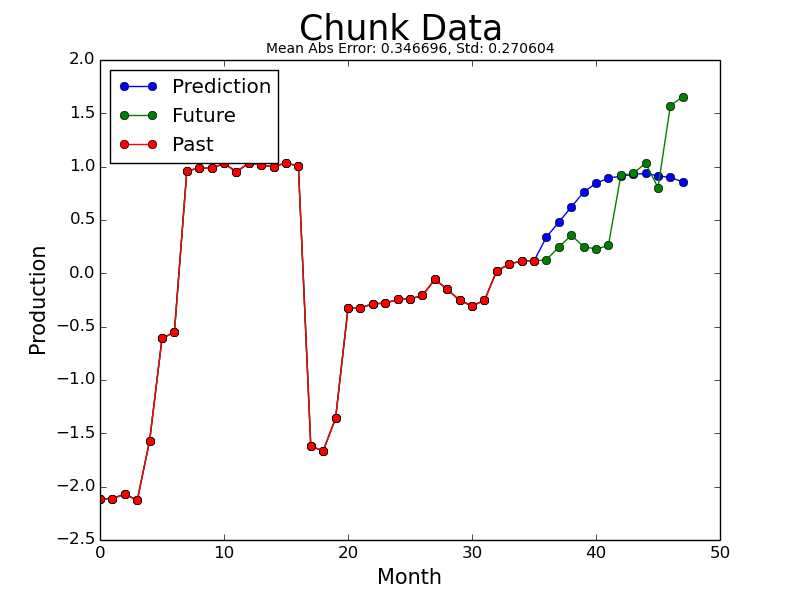 Chunk Data
Mean Abs Error: 0.346696, Std: 0.270604
Prediction
Future
Past
2.0
1.5
1.0
0.5
0.0
−0.5
−1.0
−1.5
−2.0
−2.5
Production
0 10 20 30 40 50
Month